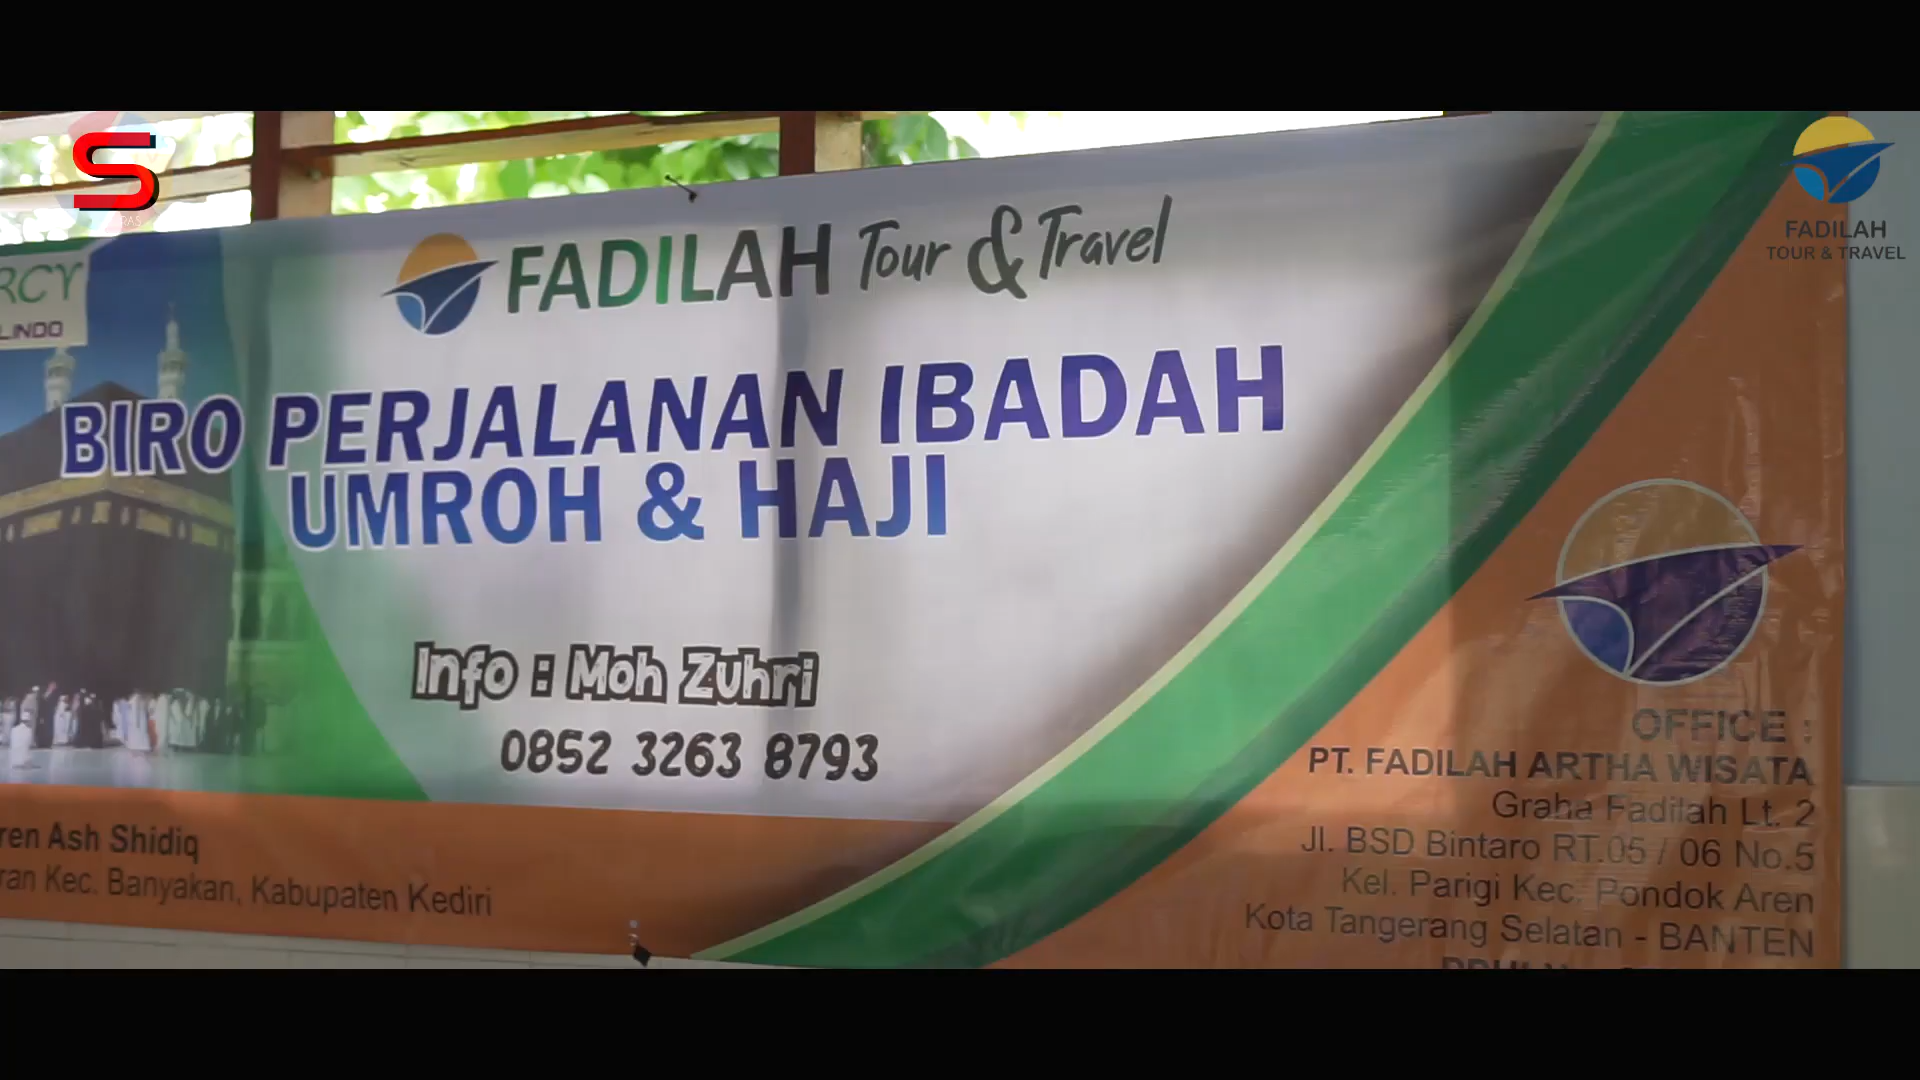 S
FADILAH
TOUR & TRAVEL
FADILAH Tour & Travel
BIRO PERJALANAN IBADAH
UMROH & HAJI
Info : Moh Zuhri
0852 3263 8793
Ash Shidiq
Kec. Banyakan, Kabupaten Kediri
OFFICE :
PT. FADILAH ARTHA WISATA
Graha Fadilah Lt. 2
Jl. BSD Bintaro RT.05 / 06 No.5
Kel. Parigi Kec. Pondok Aren
Kota Tangerang Selatan - BANTEN